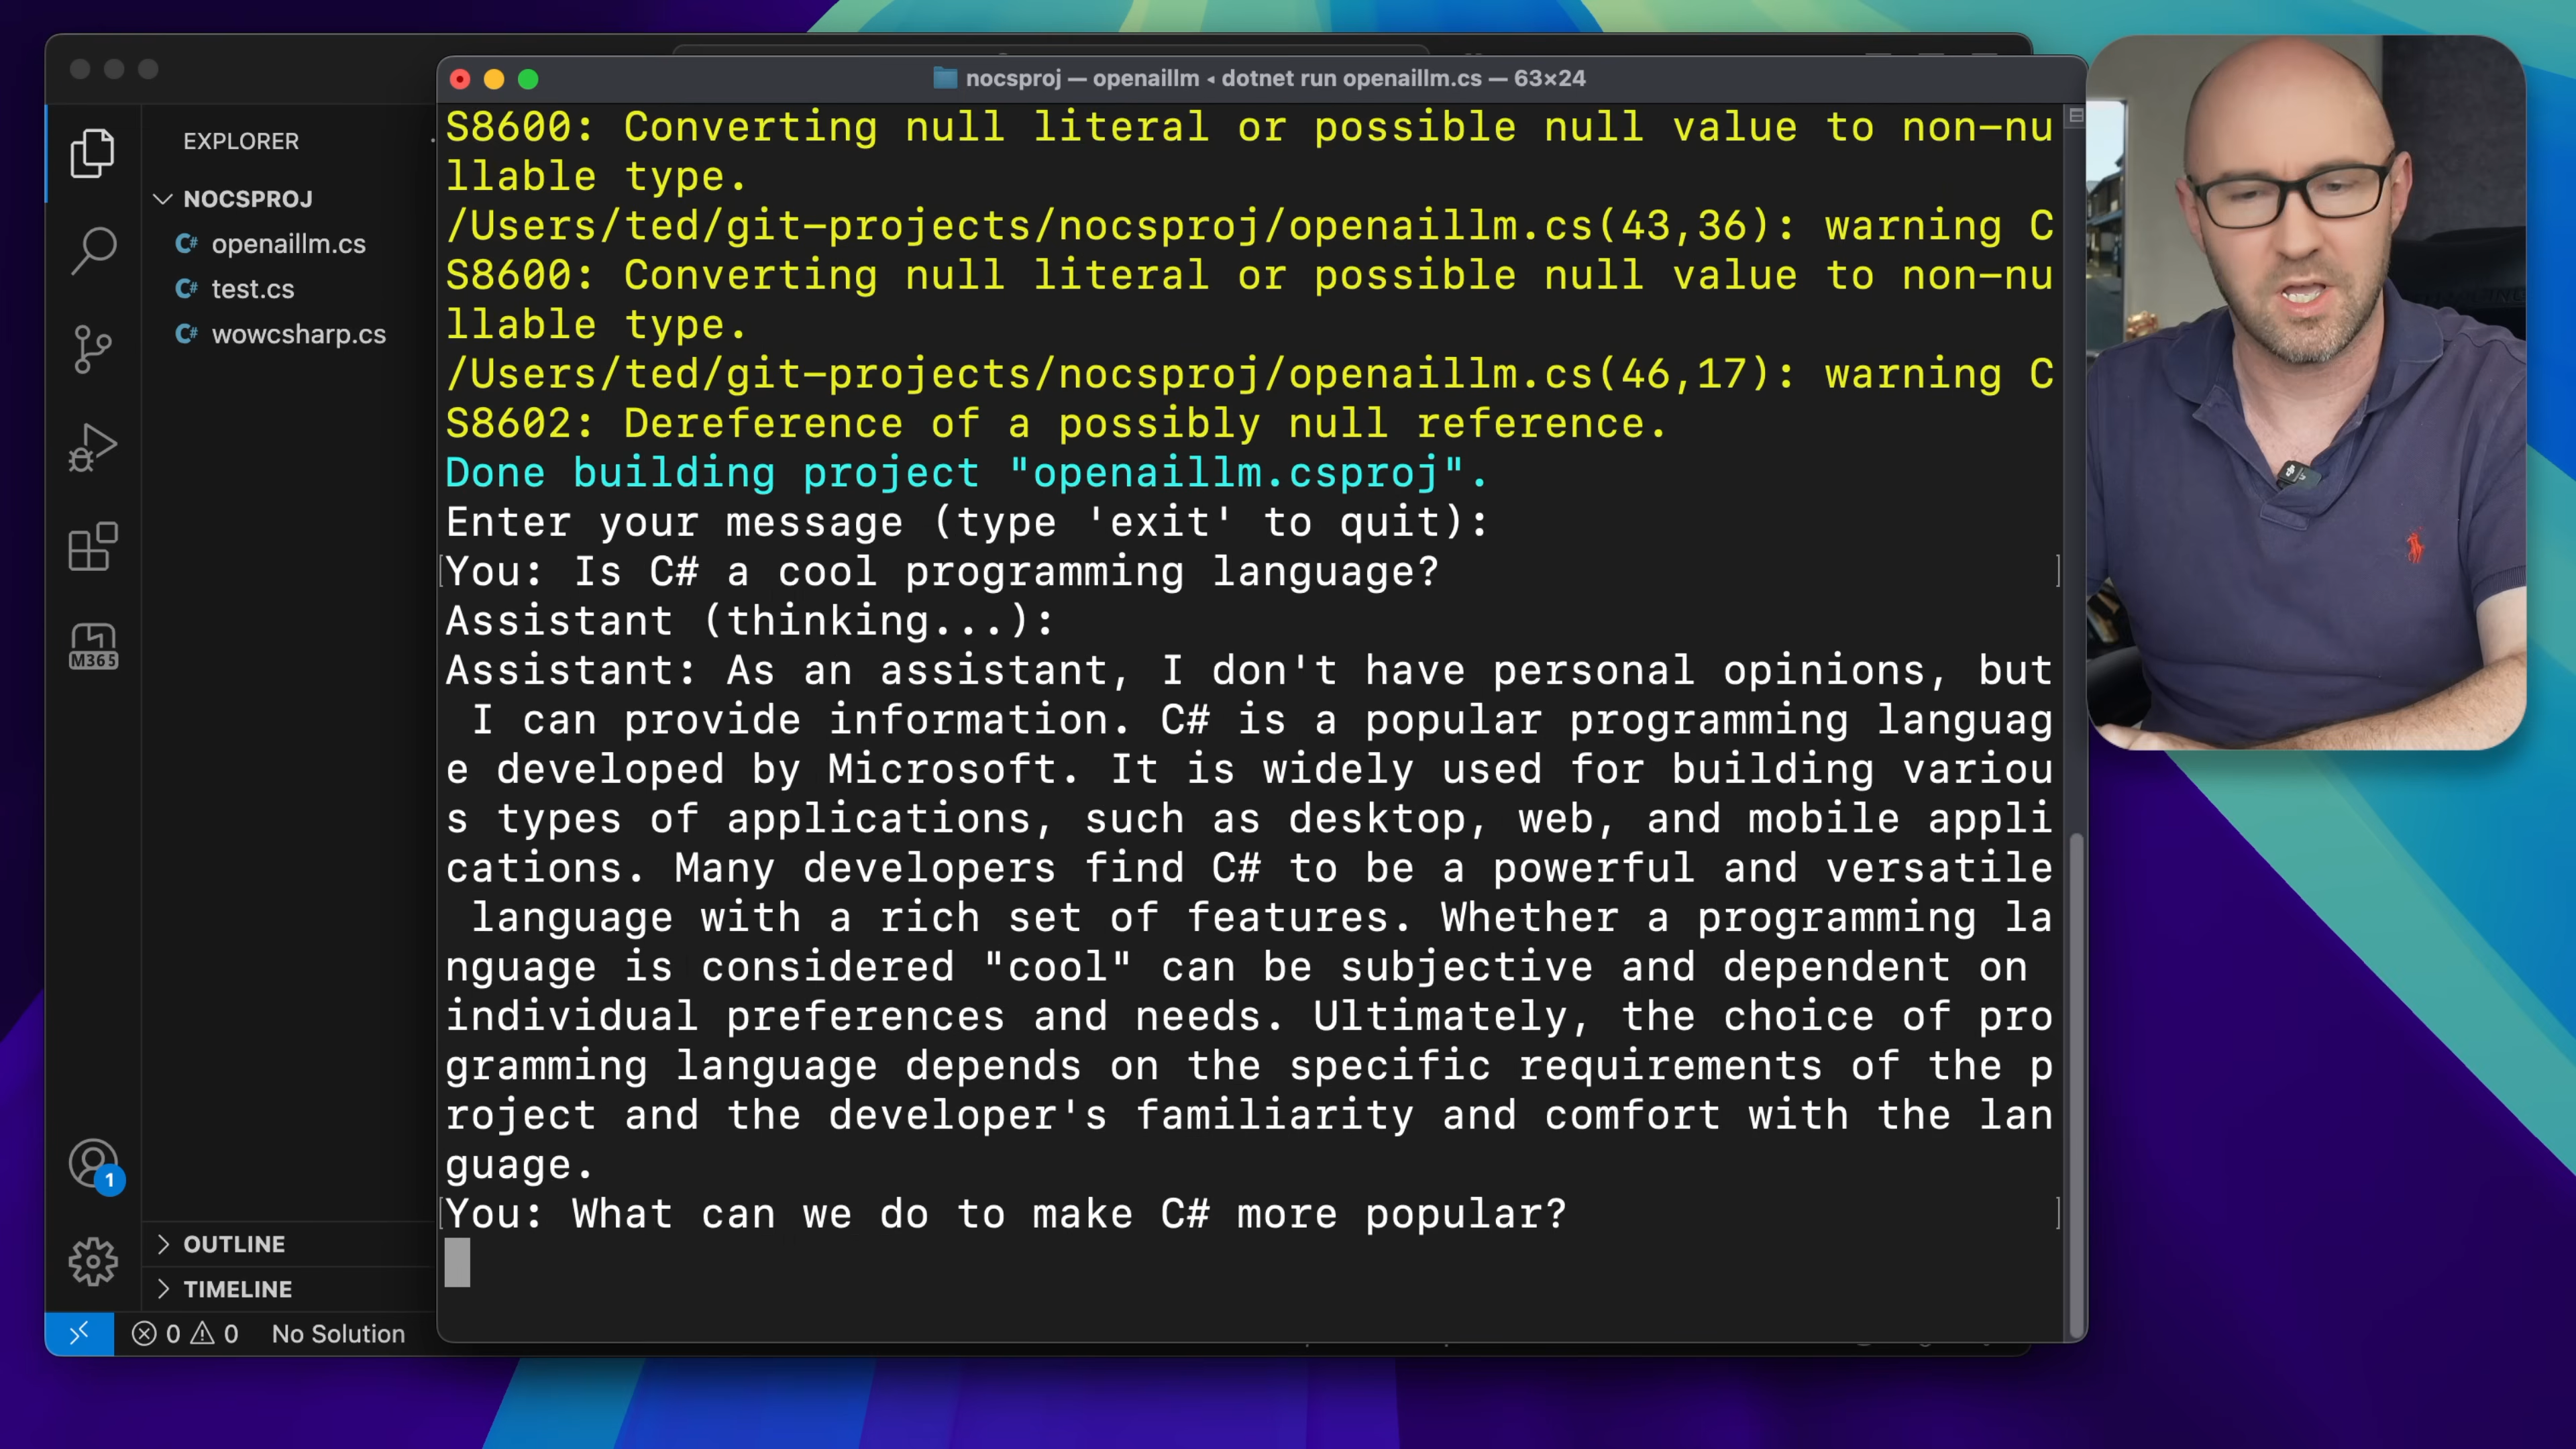 nocsproj — openaillm ◂ dotnet run openaillm.cs — 63×24
EXPLORER
NOCSPROJ
C# openaillm.cs
C# test.cs
C# wowcsharp.cs
M365
1
OUTLINE
TIMELINE
0 0 No Solution
S8600: Converting null literal or possible null value to non-nu
llable type.
/Users/ted/git-projects/nocsproj/openaillm.cs(43,36): warning C
S8600: Converting null literal or possible null value to non-nu
llable type.
/Users/ted/git-projects/nocsproj/openaillm.cs(46,17): warning C
S8602: Dereference of a possibly null reference.
Done building project "openaillm.csproj".
Enter your message (type 'exit' to quit):
[You: Is C# a cool programming language? ]
Assistant (thinking...):
Assistant: As an assistant, I don't have personal opinions, but
I can provide information. C# is a popular programming languag
e developed by Microsoft. It is widely used for building variou
s types of applications, such as desktop, web, and mobile appli
cations. Many developers find C# to be a powerful and versatile
language with a rich set of features. Whether a programming la
nguage is considered "cool" can be subjective and dependent on
individual preferences and needs. Ultimately, the choice of pro
gramming language depends on the specific requirements of the p
roject and the developer's familiarity and comfort with the lan
guage.
[You: What can we do to make C# more popular? ]